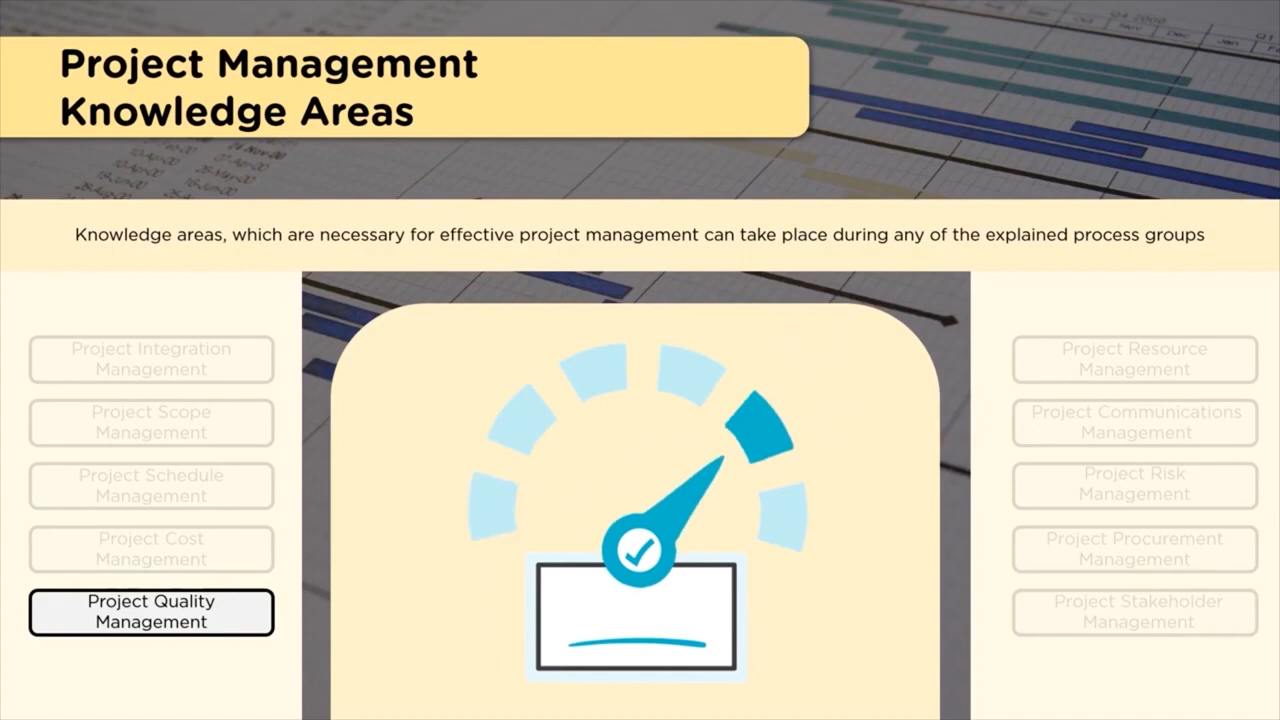 Project Management
Knowledge Areas
Knowledge areas, which are necessary for effective project management can take place during any of the explained process groups
Project Integration
Management
Project Scope
Management
Project Schedule
Management
Project Cost
Management
Project Quality
Management
Project Resource
Management
Project Communications
Management
Project Risk
Management
Project Procurement
Management
Project Stakeholder
Management